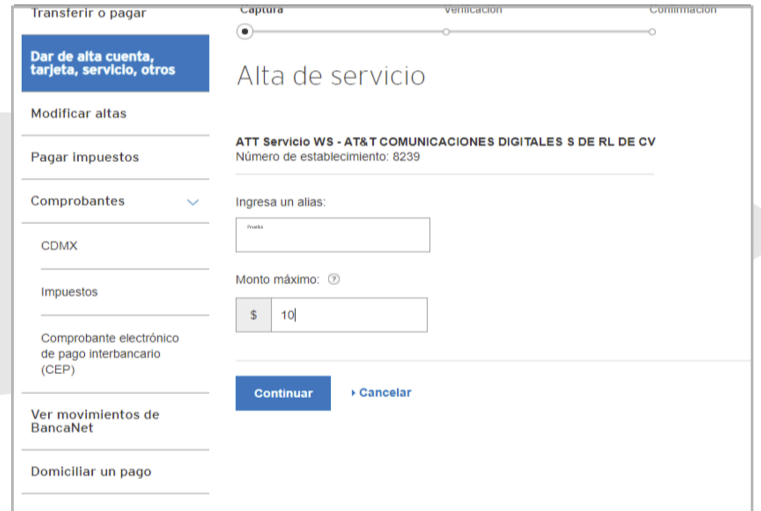 Transferir o pagar
Dar de alta cuenta,
tarjeta, servicio, otros
Modificar altas
Pagar impuestos
Comprobantes
CDMX
Impuestos
Comprobante electrónico
de pago interbancario
(CEP)
Ver movimientos de
BancaNet
Domiciliar un pago
Captura
Verificación
Confirmación
Alta de servicio
ATT Servicio WS - AT&T COMUNICACIONES DIGITALES S DE RL DE CV
Número de establecimiento: 8239
Ingresa un alias:
Prueba
Monto máximo: ?
$ 10
Continuar
Cancelar